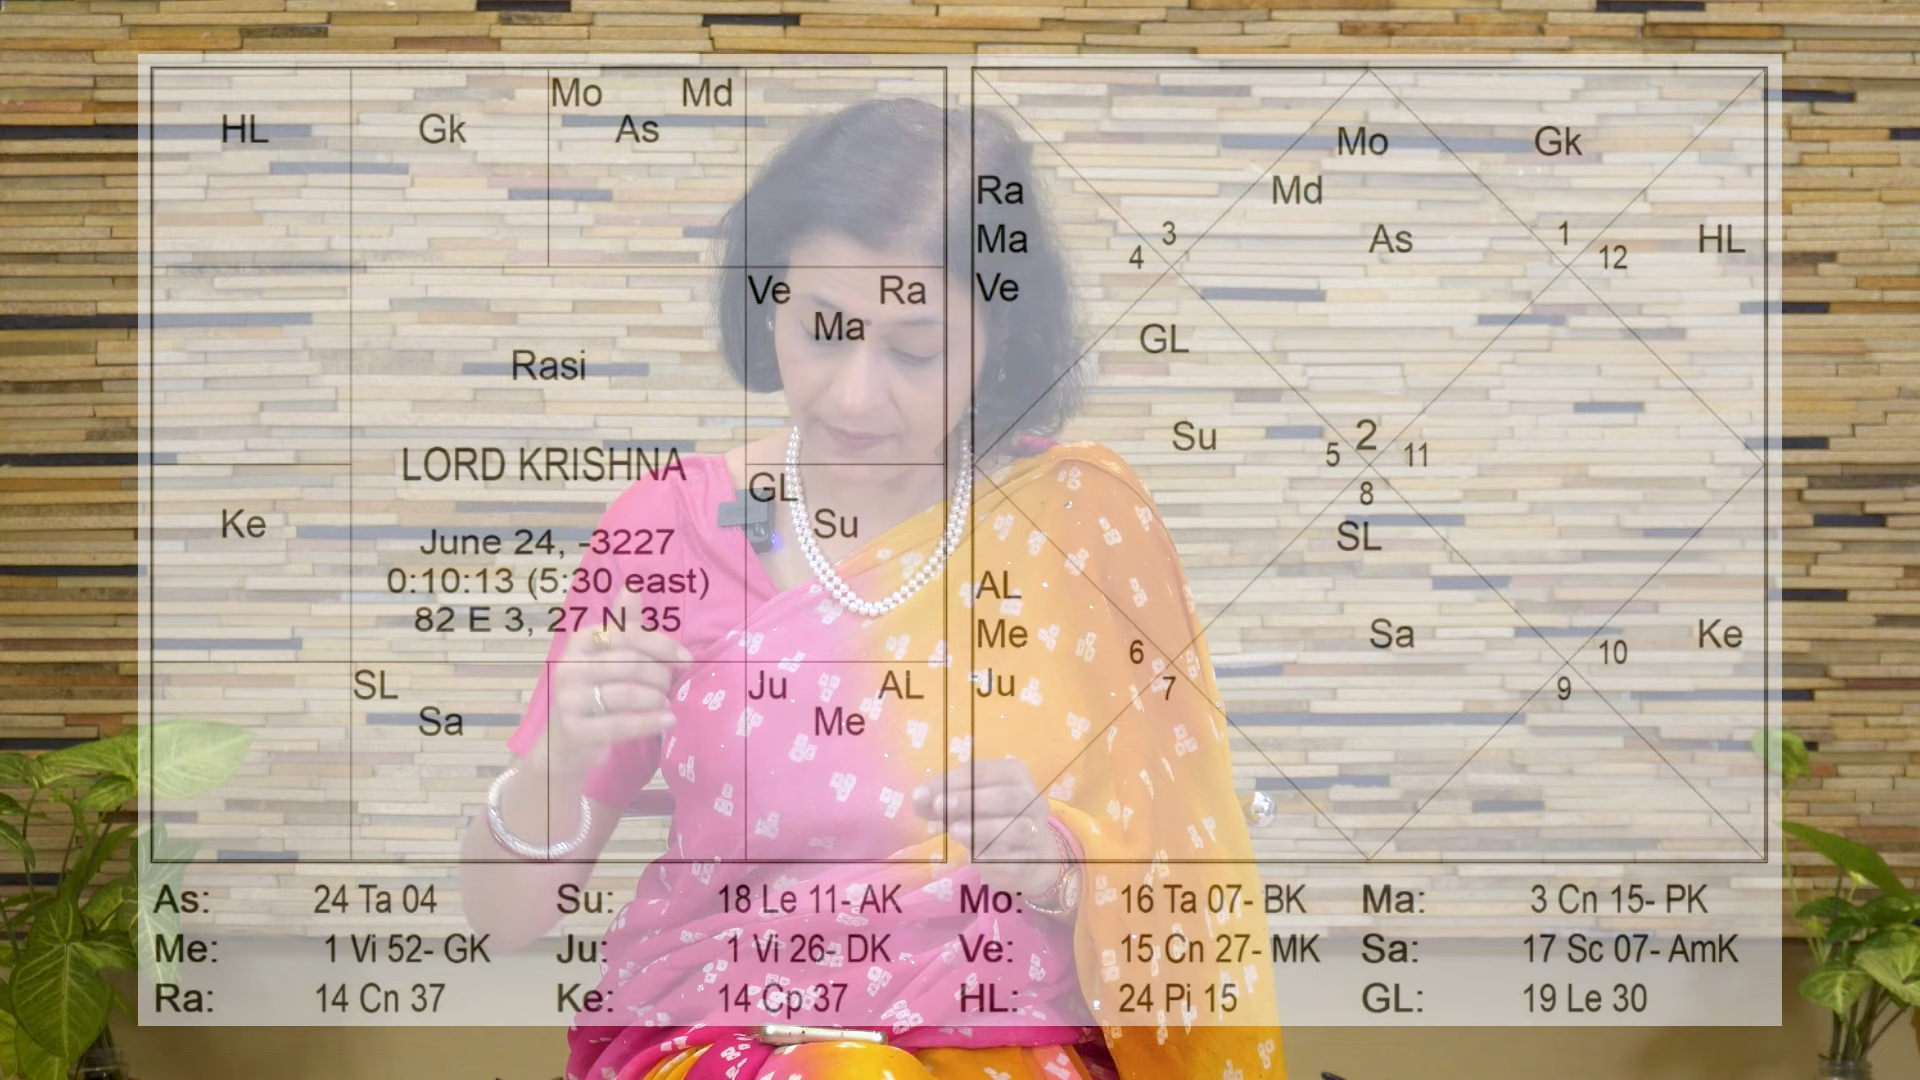 Mo Md
HL Gk As
Ve Ra
Ma
Rasi
LORD KRISHNA
GL
Ke Su
June 24, -3227
0:10:13 (5:30 east)
82 E 3, 27 N 35
SL Ju AL
Sa Me
Mo Gk
Ra Md
Ma 3 As 1 HL
4 12
Ve
GL
Su 5 2 11
8
SL
AL
Me Sa Ke
6 10
Ju 7 9
As: 24 Ta 04 Su: 18 Le 11- AK Mo: 16 Ta 07- BK Ma: 3 Cn 15- PK
Me: 1 Vi 52- GK Ju: 1 Vi 26- DK Ve: 15 Cn 27- MK Sa: 17 Sc 07- AmK
Ra: 14 Cn 37 Ke: 14 Cp 37 HL: 24 Pi 15 GL: 19 Le 30